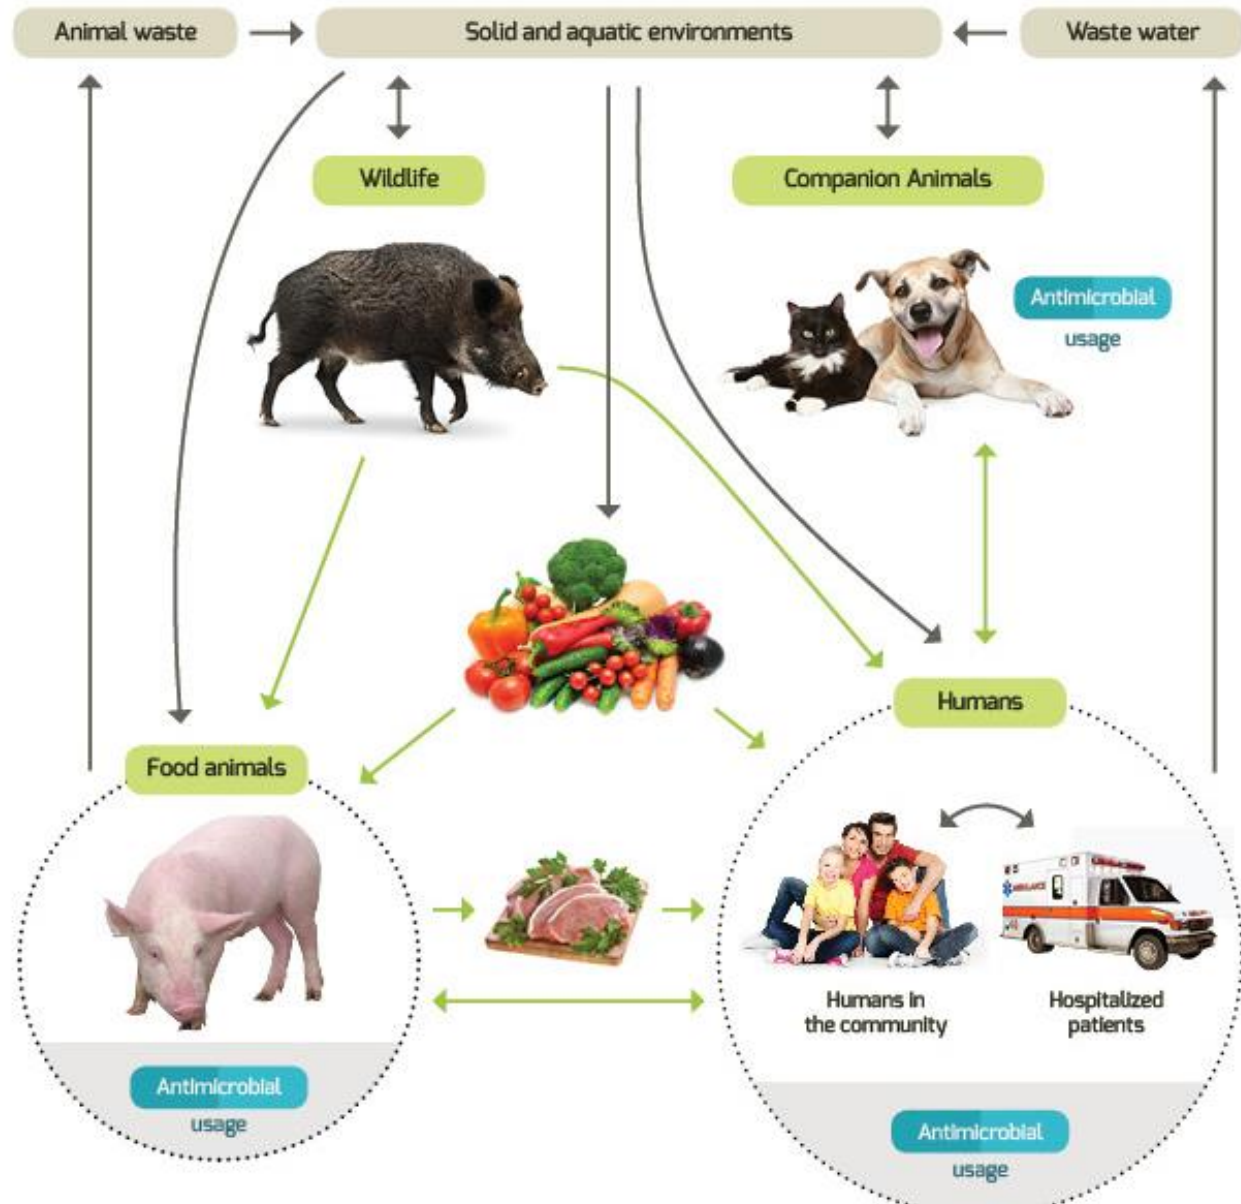 Animal waste
Solid and aquatic environments
Waste water
Wildlife
Companion Animals
Antimicrobial
usage
Humans
Food animals
AMBULANCE
Humans in
the community
Hospitalized
patients
Antimicrobial
usage
Antimicrobial
usage